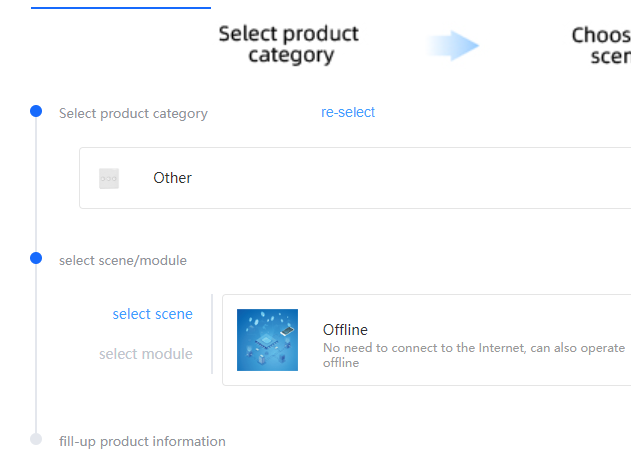 Select product
category
Choos
scen
Select product category
re-select
Other
select scene/module
select scene
select module
Offline
No need to connect to the Internet, can also operate
offline
fill-up product information